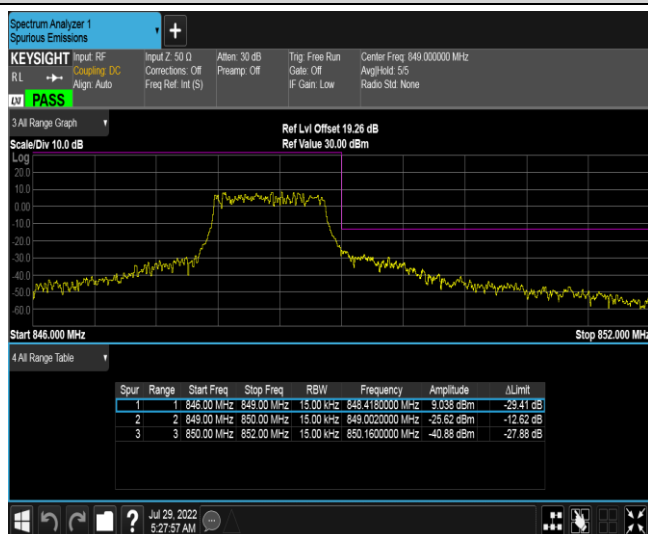 Spectrum Analyzer 1
Spurious Emissions
+
KEYSIGHT Input: RF Input Z: 50 Ω Atten: 30 dB Trig: Free Run Center Freq: 849.000000 MHz
RL Coupling: DC Corrections: Off Preamp: Off Gate: Off Avg|Hold: 5/5
Align: Auto Freq Ref: Int (S) IF Gain: Low Radio Std: None
LXI PASS
3 All Range Graph
Ref Lvl Offset 19.26 dB
Scale/Div 10.0 dB Ref Value 30.00 dBm
Log
20.0
10.0
0.00
-10.0
-20.0
-30.0
-40.0
-50.0
-60.0
Start 846.000 MHz Stop 852.000 MHz
4 All Range Table
Spur Range Start Freq Stop Freq RBW Frequency Amplitude ΔLimit
1 1 846.00 MHz 849.00 MHz 15.00 kHz 848.4180000 MHz 9.038 dBm -29.41 dB
2 2 849.00 MHz 850.00 MHz 15.00 kHz 849.0020000 MHz -25.62 dBm -12.62 dB
3 3 850.00 MHz 852.00 MHz 15.00 kHz 850.1600000 MHz -40.88 dBm -27.88 dB
? Jul 29, 2022
5:27:57 AM